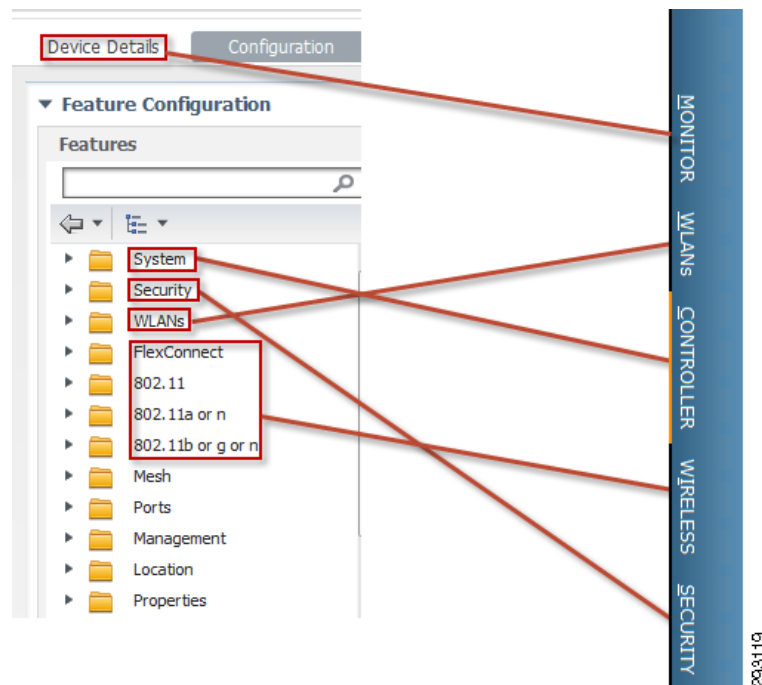 Device Details
Configuration
Feature Configuration
Features
System
Security
WLANs
FlexConnect
802.11
802.11a or n
802.11b or g or n
Mesh
Ports
Management
Location
Properties
MONITOR
WLANs
CONTROLLER
WIRELESS
SECURITY
293119